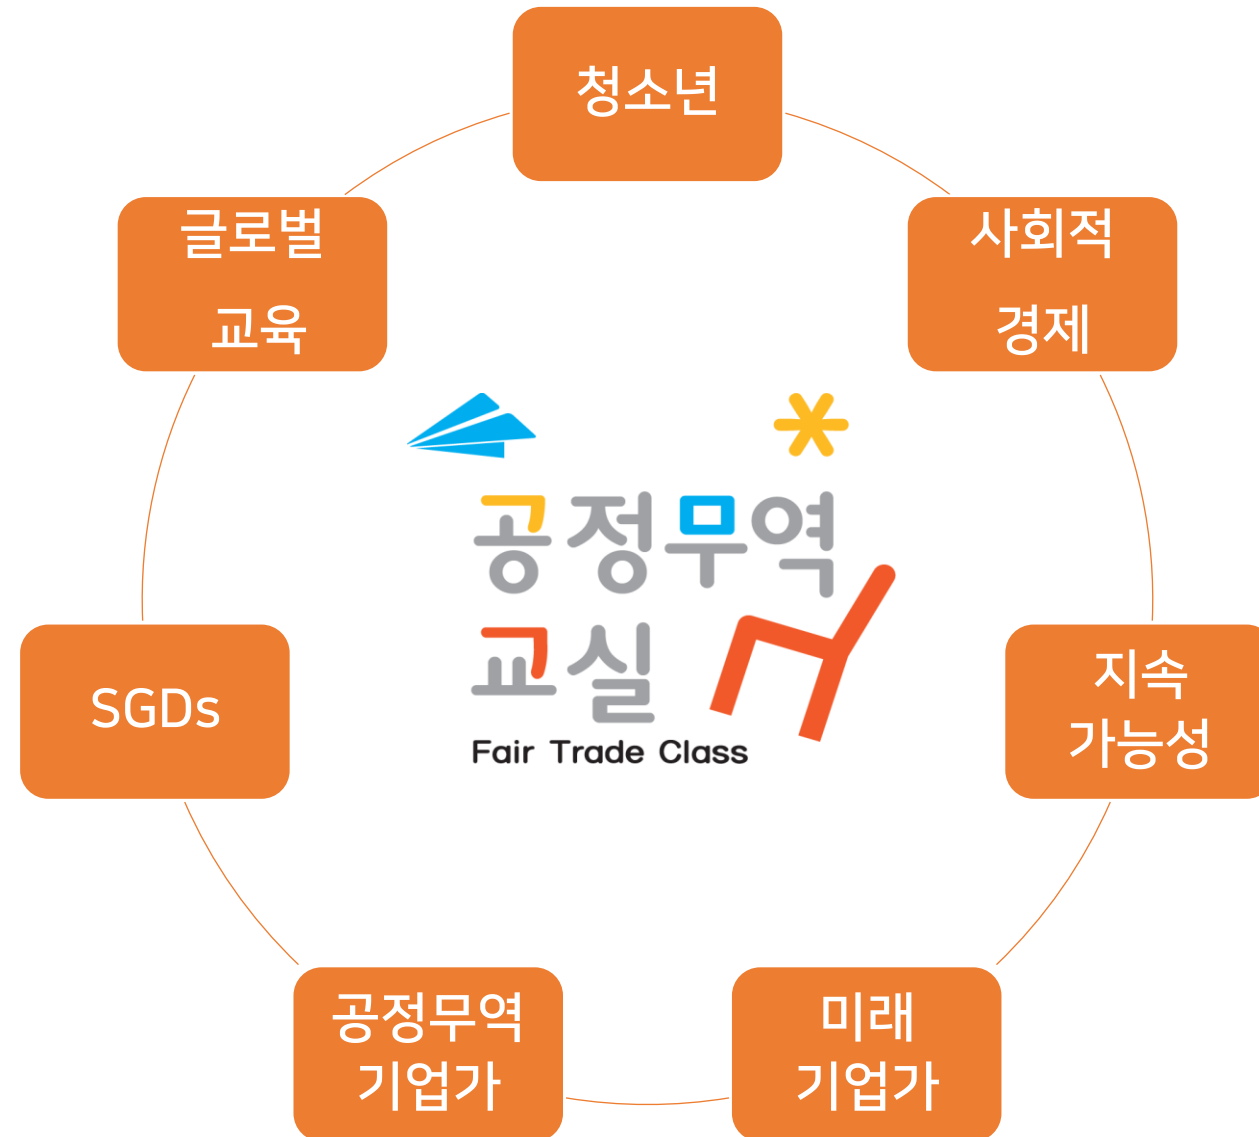 청소년
글로벌
교육
사회적
경제
공정무역
교실
Fair Trade Class
SGDs
지속
가능성
공정무역
기업가
미래
기업가